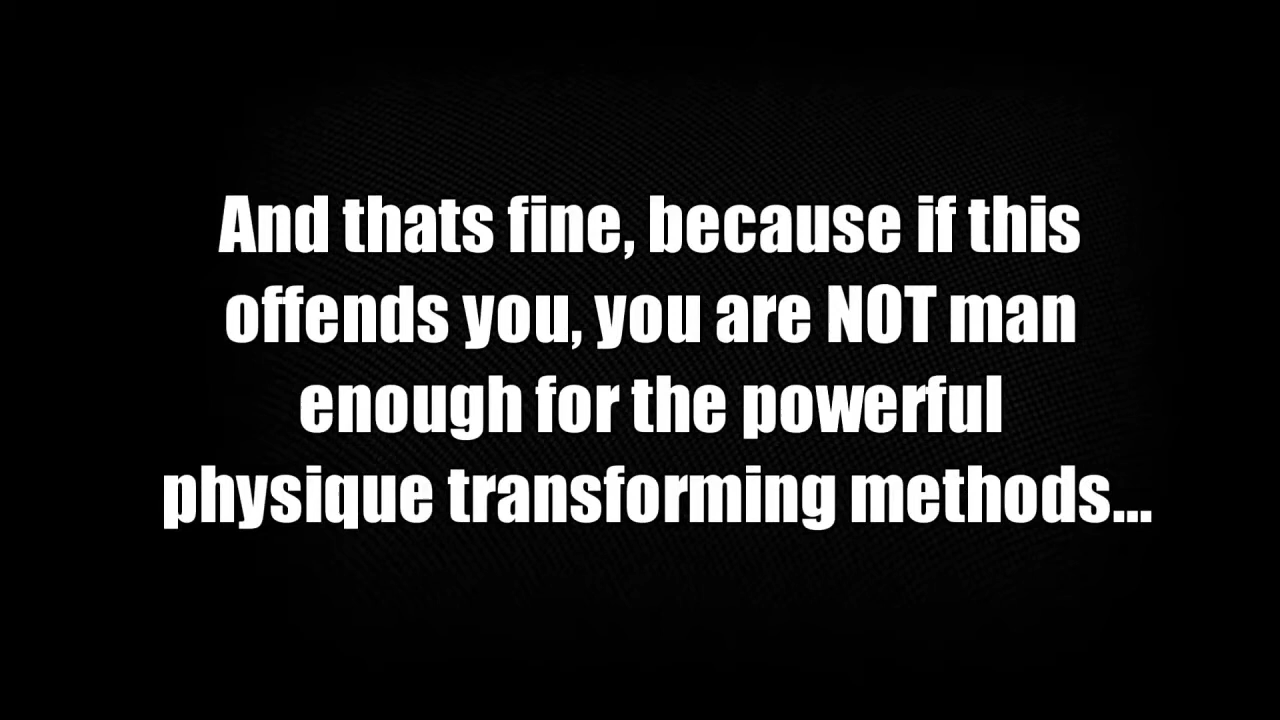 And thats fine, because if this
offends you, you are NOT man
enough for the powerful
physique transforming methods...